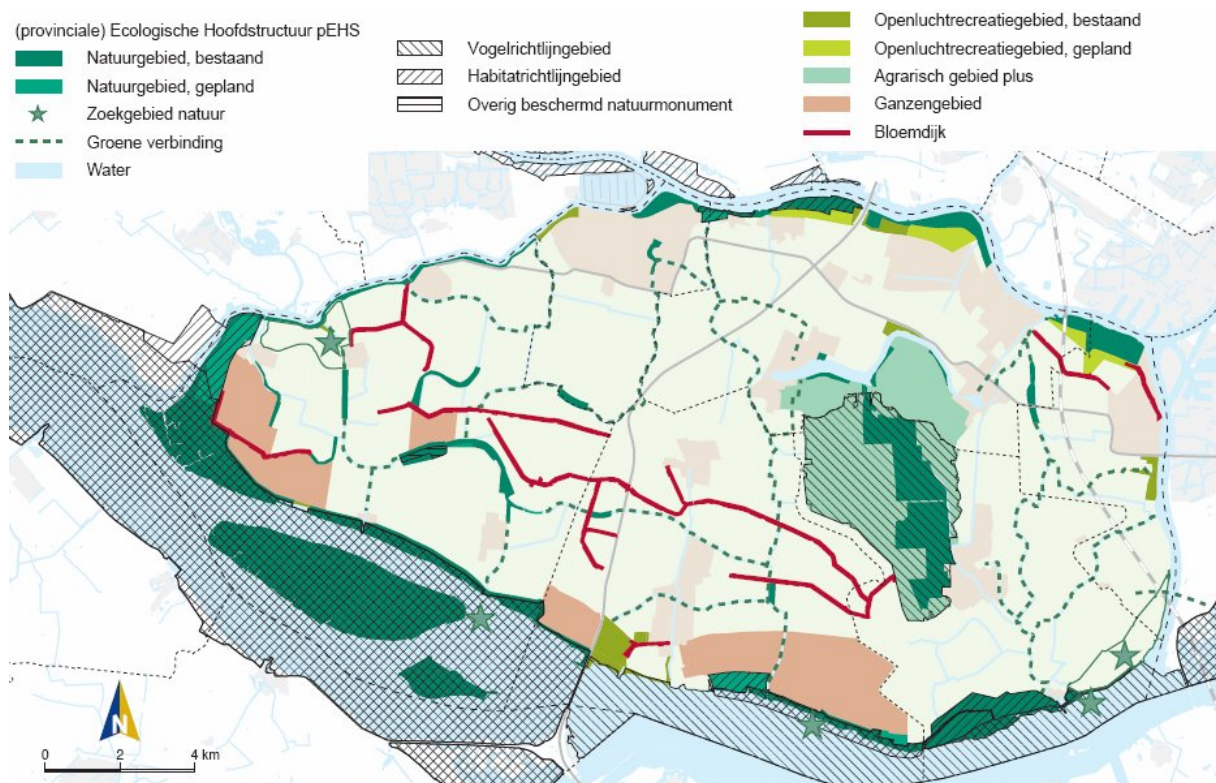 (provinciale) Ecologische Hoofdstructuur pEHS
Natuurgebied, bestaand
Natuurgebied, gepland
Zoekgebied natuur
Groene verbinding
Water
Vogelrichtlijngebied
Habitatrichtlijngebied
Overig beschermd natuurmonument
Openluchtrecreatiegebied, bestaand
Openluchtrecreatiegebied, gepland
Agrarisch gebied plus
Ganzengebied
Bloemdijk
N
0 2 4 km